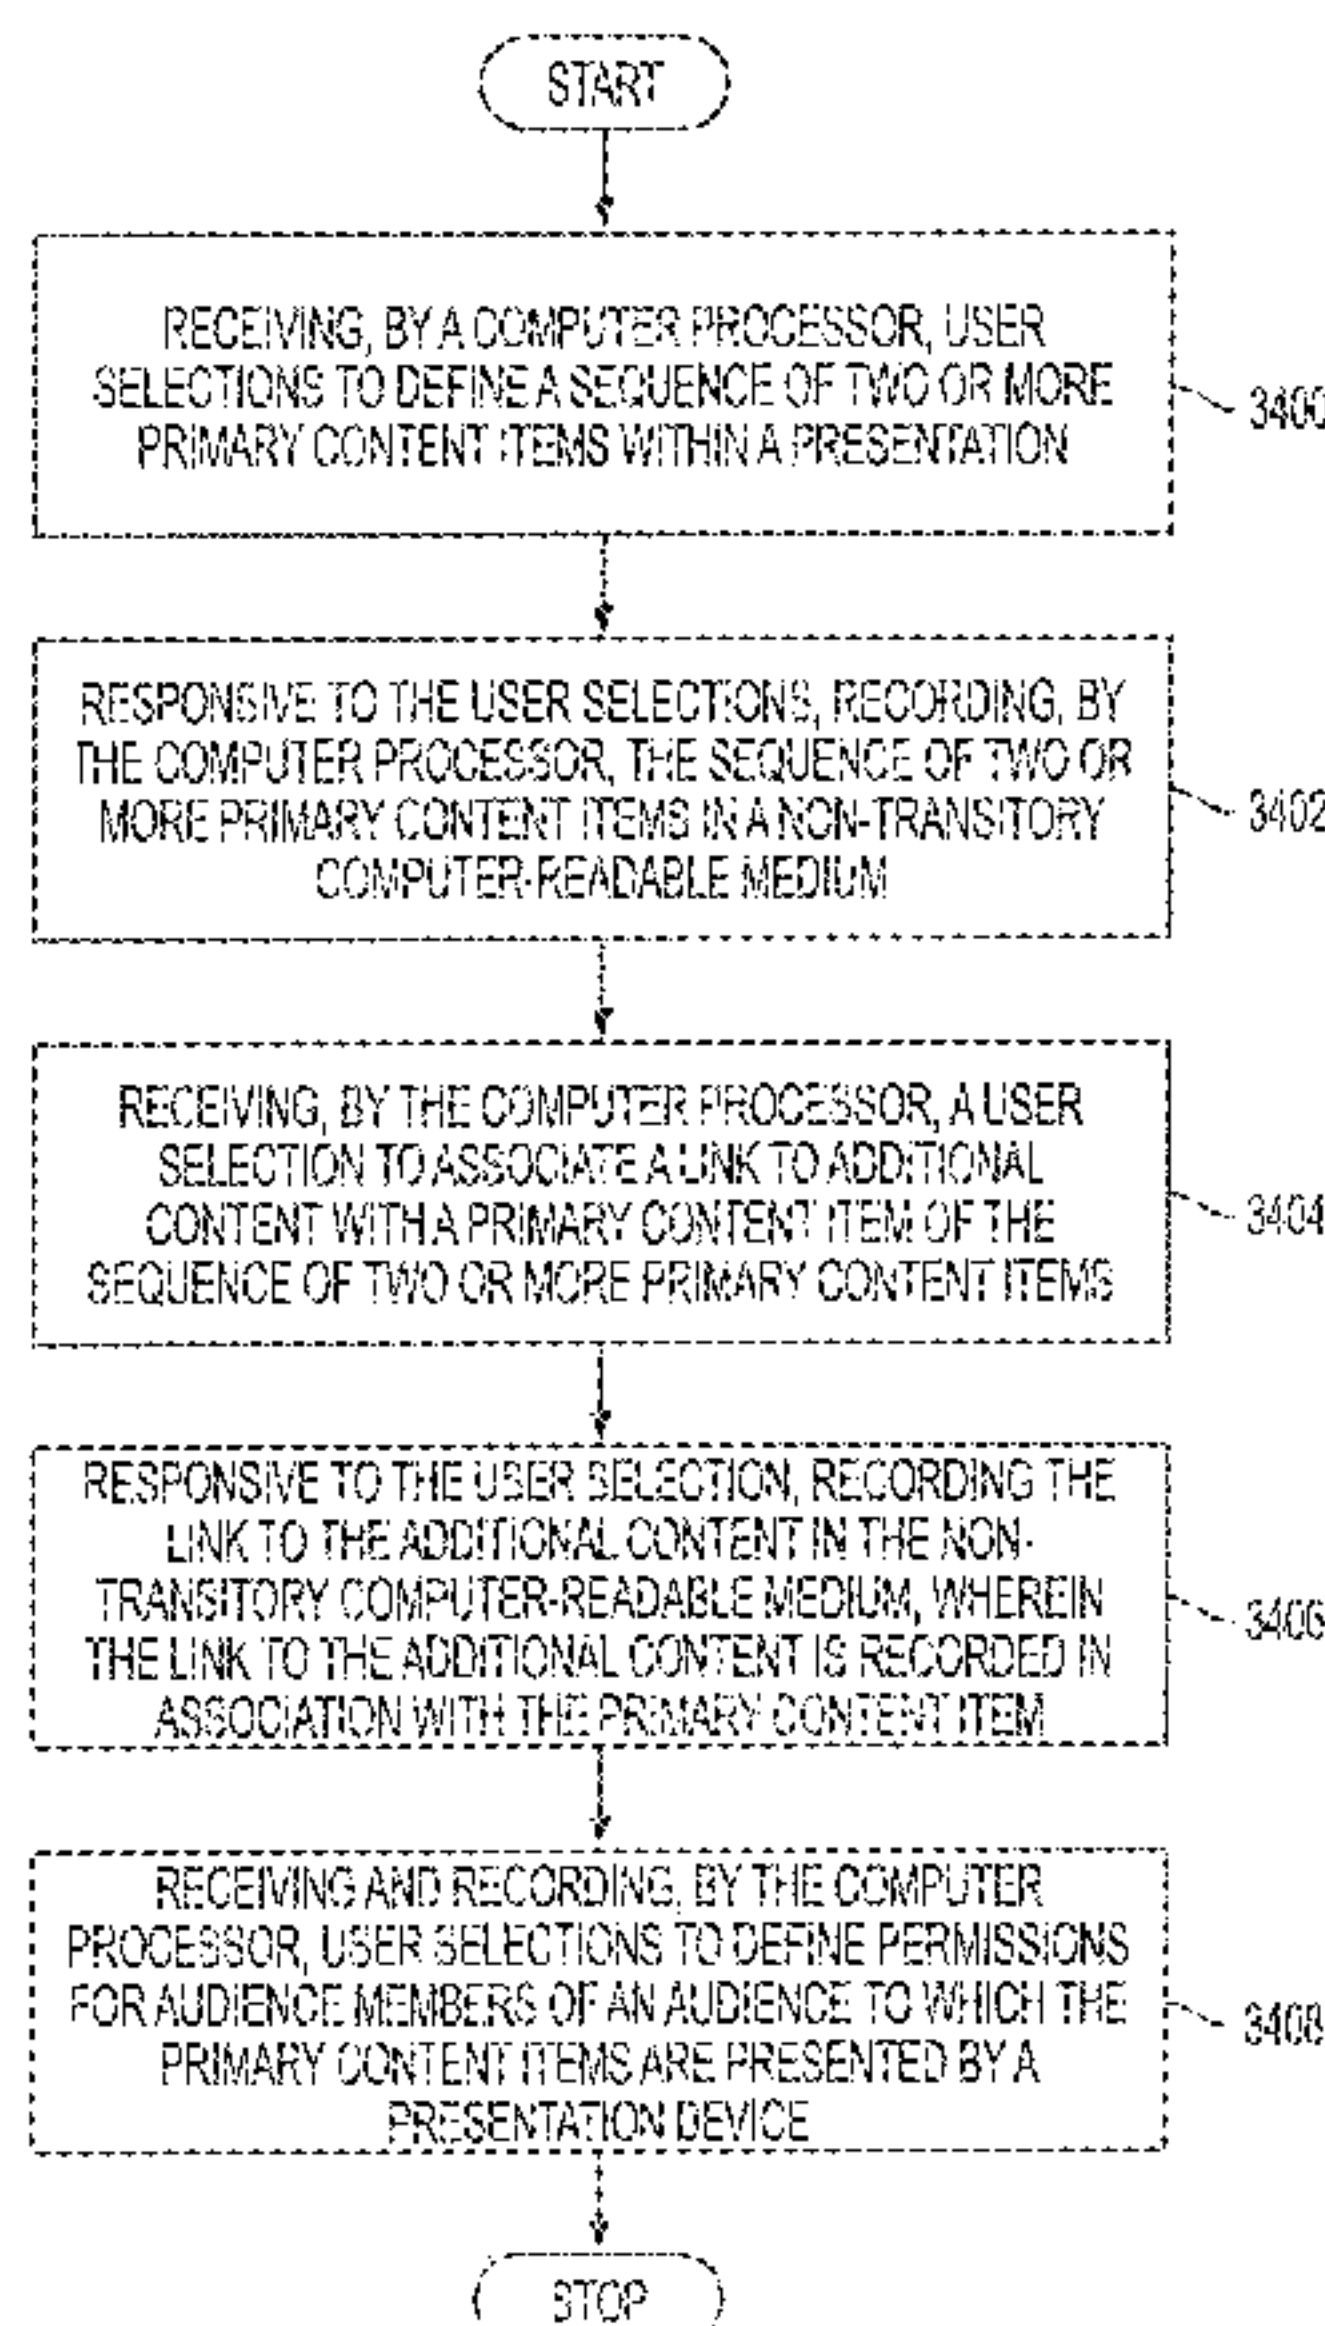 START
RECEIVING, BY A COMPUTER PROCESSOR, USER
SELECTIONS TO DEFINE A SEQUENCE OF TWO OR MORE
PRIMARY CONTENT ITEMS WITHIN A PRESENTATION
3400
RESPONSIVE TO THE USER SELECTIONS, RECORDING, BY
THE COMPUTER PROCESSOR, THE SEQUENCE OF TWO OR
MORE PRIMARY CONTENT ITEMS IN A NON-TRANSITORY
COMPUTER-READABLE MEDIUM
3402
RECEIVING, BY THE COMPUTER PROCESSOR, A USER
SELECTION TO ASSOCIATE A LINK TO ADDITIONAL
CONTENT WITH A PRIMARY CONTENT ITEM OF THE
SEQUENCE OF TWO OR MORE PRIMARY CONTENT ITEMS
3404
RESPONSIVE TO THE USER SELECTION, RECORDING THE
LINK TO THE ADDITIONAL CONTENT IN THE NON-
TRANSITORY COMPUTER-READABLE MEDIUM, WHEREIN
THE LINK TO THE ADDITIONAL CONTENT IS RECORDED IN
ASSOCIATION WITH THE PRIMARY CONTENT ITEM
3406
RECEIVING AND RECORDING, BY THE COMPUTER
PROCESSOR, USER SELECTIONS TO DEFINE PERMISSIONS
FOR AUDIENCE MEMBERS OF AN AUDIENCE TO WHICH THE
PRIMARY CONTENT ITEMS ARE PRESENTED BY A
PRESENTATION DEVICE
3408
STOP